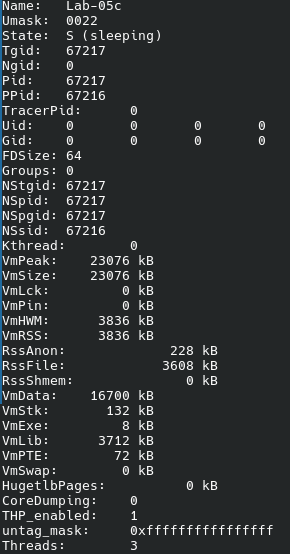 Name:   Lab-05c
Umask:  0022
State:  S (sleeping)
Tgid:   67217
Ngid:   0
Pid:    67217
PPid:   67216
TracerPid:      0
Uid:    0       0       0       0
Gid:    0       0       0       0
FDSize: 64
Groups: 0
NStgid: 67217
NSpid:  67217
NSpgid: 67217
NSsid:  67216
Kthread:        0
VmPeak:    23076 kB
VmSize:    23076 kB
VmLck:         0 kB
VmPin:         0 kB
VmHWM:      3836 kB
VmRSS:      3836 kB
RssAnon:             228 kB
RssFile:            3608 kB
RssShmem:              0 kB
VmData:    16700 kB
VmStk:       132 kB
VmExe:         8 kB
VmLib:      3712 kB
VmPTE:        72 kB
VmSwap:        0 kB
HugetlbPages:          0 kB
CoreDumping:    0
THP_enabled:    1
untag_mask:     0xffffffffffffffff
Threads:        3